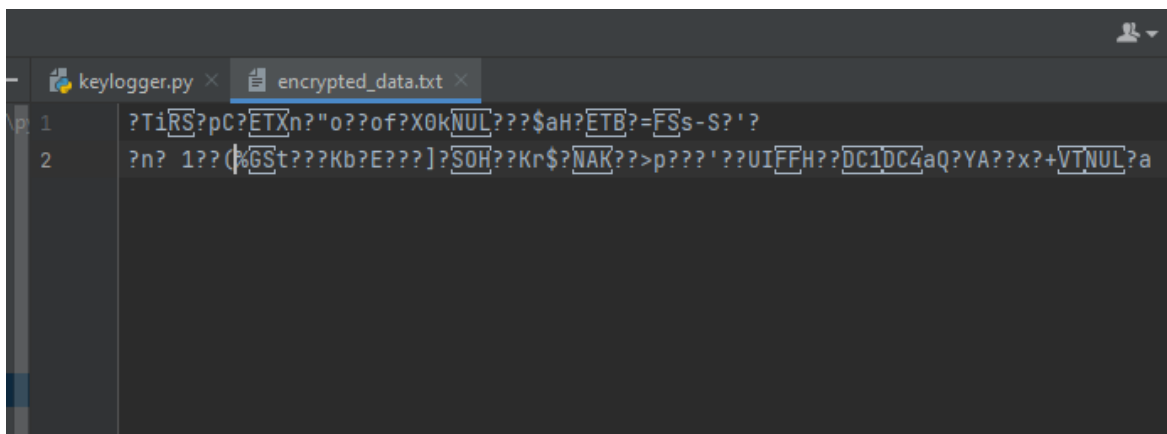 keylogger.py encrypted_data.txt
\py 1 ?TiRS?pC?ETXn?"o??of?X0kNUL???$aH?ETB?=FSs-S?'?
2 ?n? 1??(%GSt???Kb?E???]?SOH??Kr$?NAK??>p???'??UIFFH??DC1DC4aQ?YA??x?+VTNUL?a